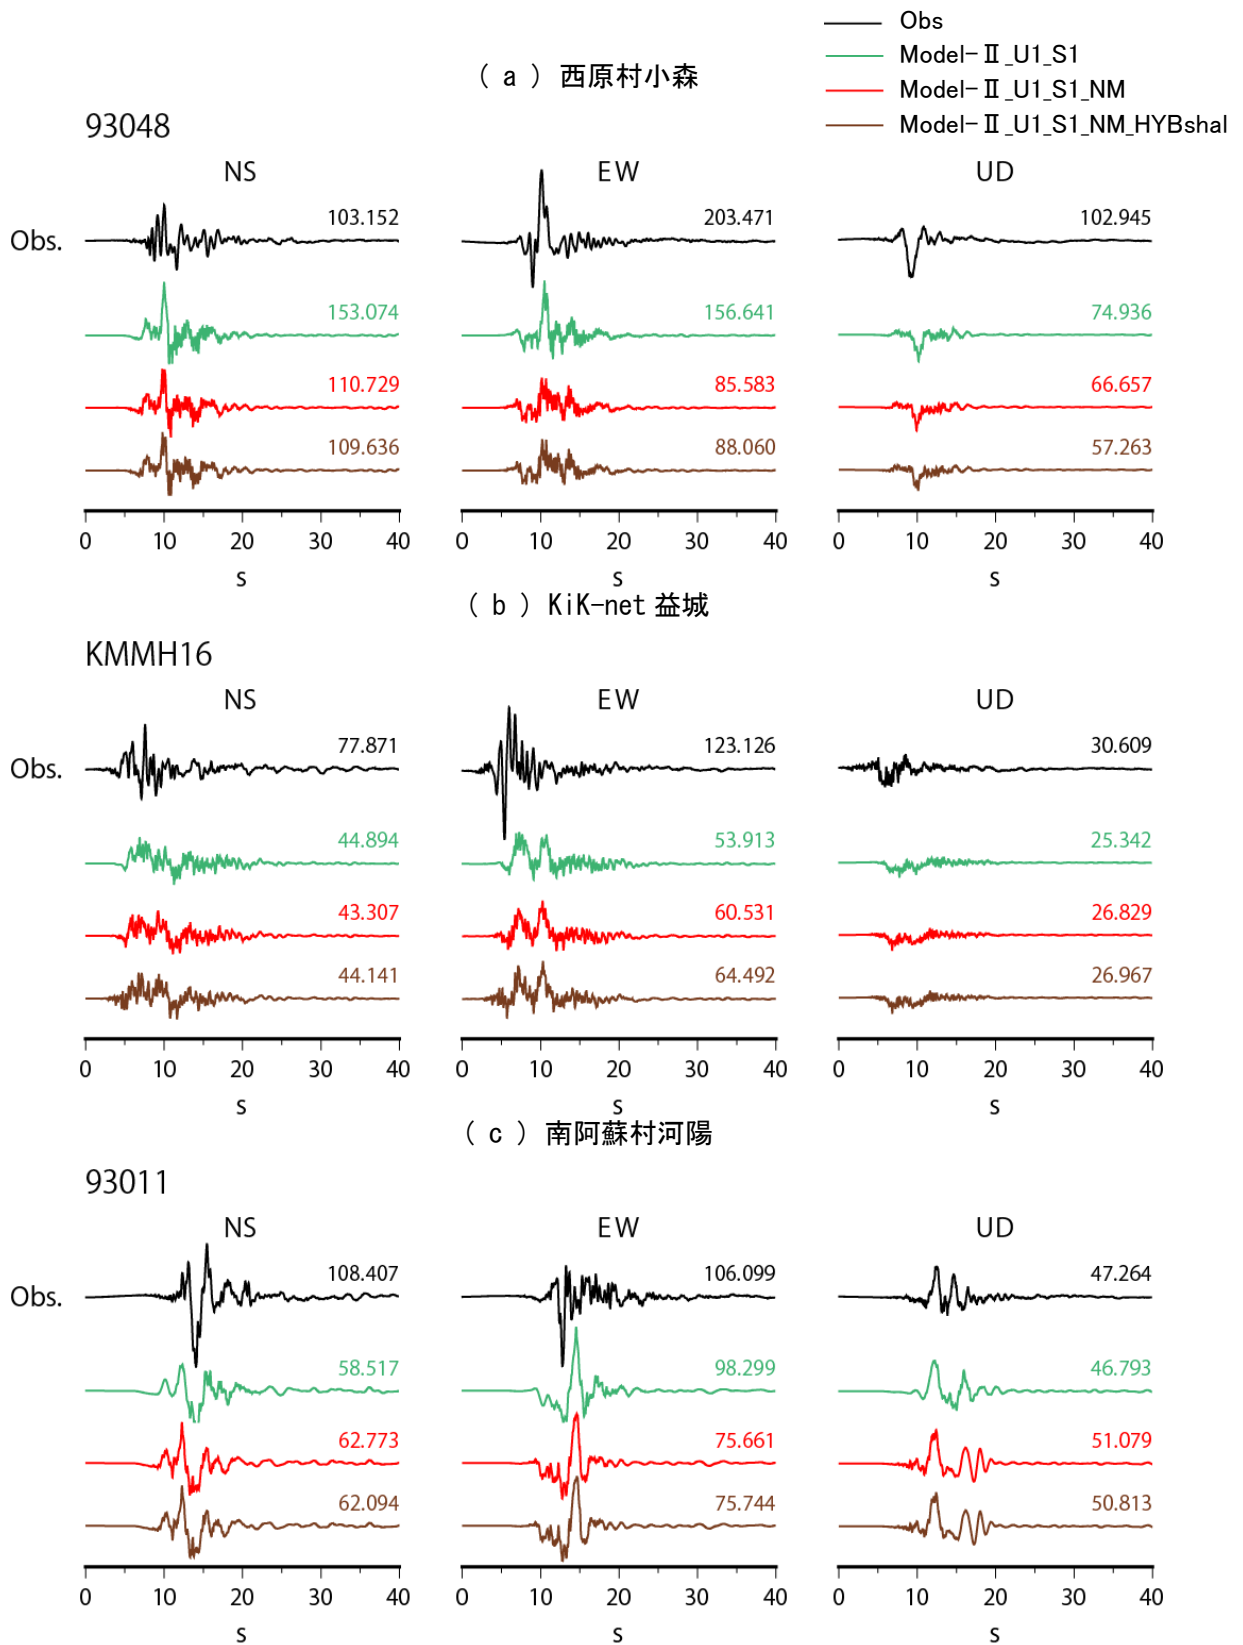 Obs
Model-Ⅱ_U1_S1
Model-Ⅱ_U1_S1_NM
Model-Ⅱ_U1_S1_NM_HYBshal
( a ) 西原村小森
93048
NS EW UD
Obs. 103.152 203.471 102.945
153.074 156.641 74.936
110.729 85.583 66.657
109.636 88.060 57.263
0 10 20 30 40 0 10 20 30 40 0 10 20 30 40
s s s
( b ) KiK-net 益城
KMMH16
NS EW UD
Obs. 77.871 123.126 30.609
44.894 53.913 25.342
43.307 60.531 26.829
44.141 64.492 26.967
0 10 20 30 40 0 10 20 30 40 0 10 20 30 40
s s s
( c ) 南阿蘇村河陽
93011
NS EW UD
Obs. 108.407 106.099 47.264
58.517 98.299 46.793
62.773 75.661 51.079
62.094 75.744 50.813
0 10 20 30 40 0 10 20 30 40 0 10 20 30 40
s s s